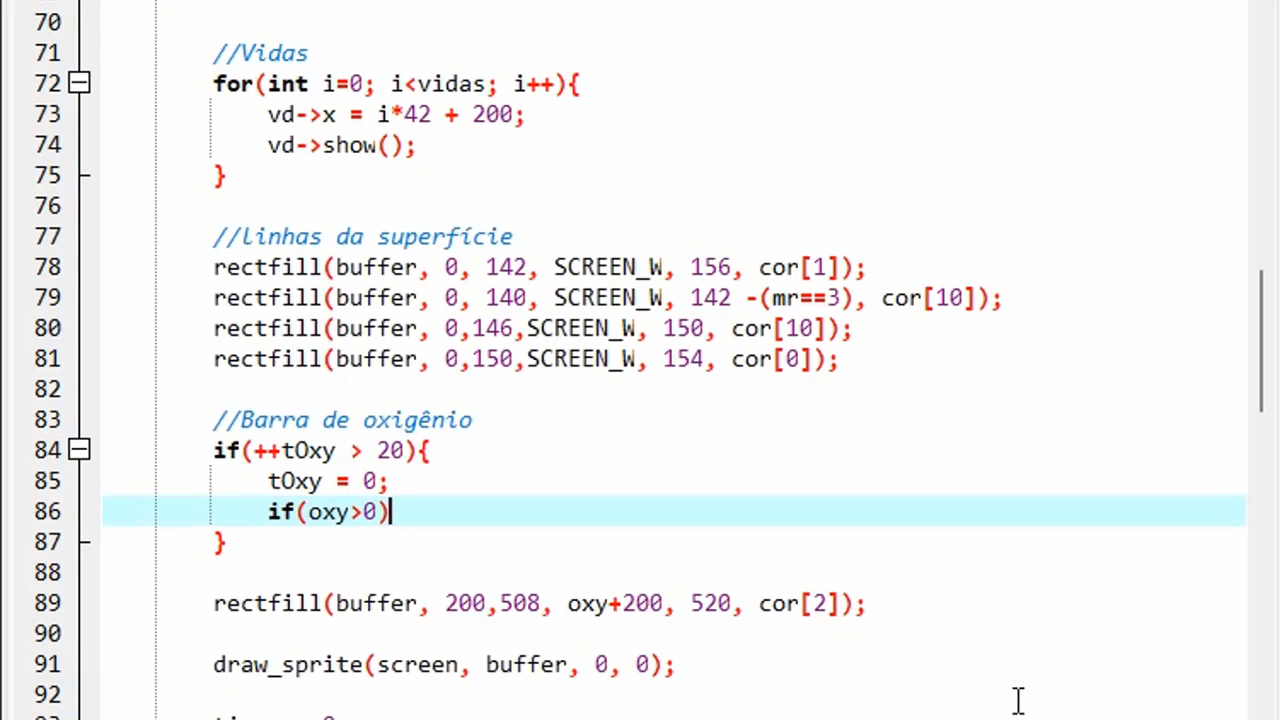 70
71 //Vidas
72 for(int i=0; i<vidas; i++){
73 vd->x = i*42 + 200;
74 vd->show();
75 }
76
77 //linhas da superfície
78 rectfill(buffer, 0, 142, SCREEN_W, 156, cor[1]);
79 rectfill(buffer, 0, 140, SCREEN_W, 142 -(mr==3), cor[10]);
80 rectfill(buffer, 0,146,SCREEN_W, 150, cor[10]);
81 rectfill(buffer, 0,150,SCREEN_W, 154, cor[0]);
82
83 //Barra de oxigênio
84 if(++tOxy > 20){
85 tOxy = 0;
86 if(oxy>0)
87 }
88
89 rectfill(buffer, 200,508, oxy+200, 520, cor[2]);
90
91 draw_sprite(screen, buffer, 0, 0);
92